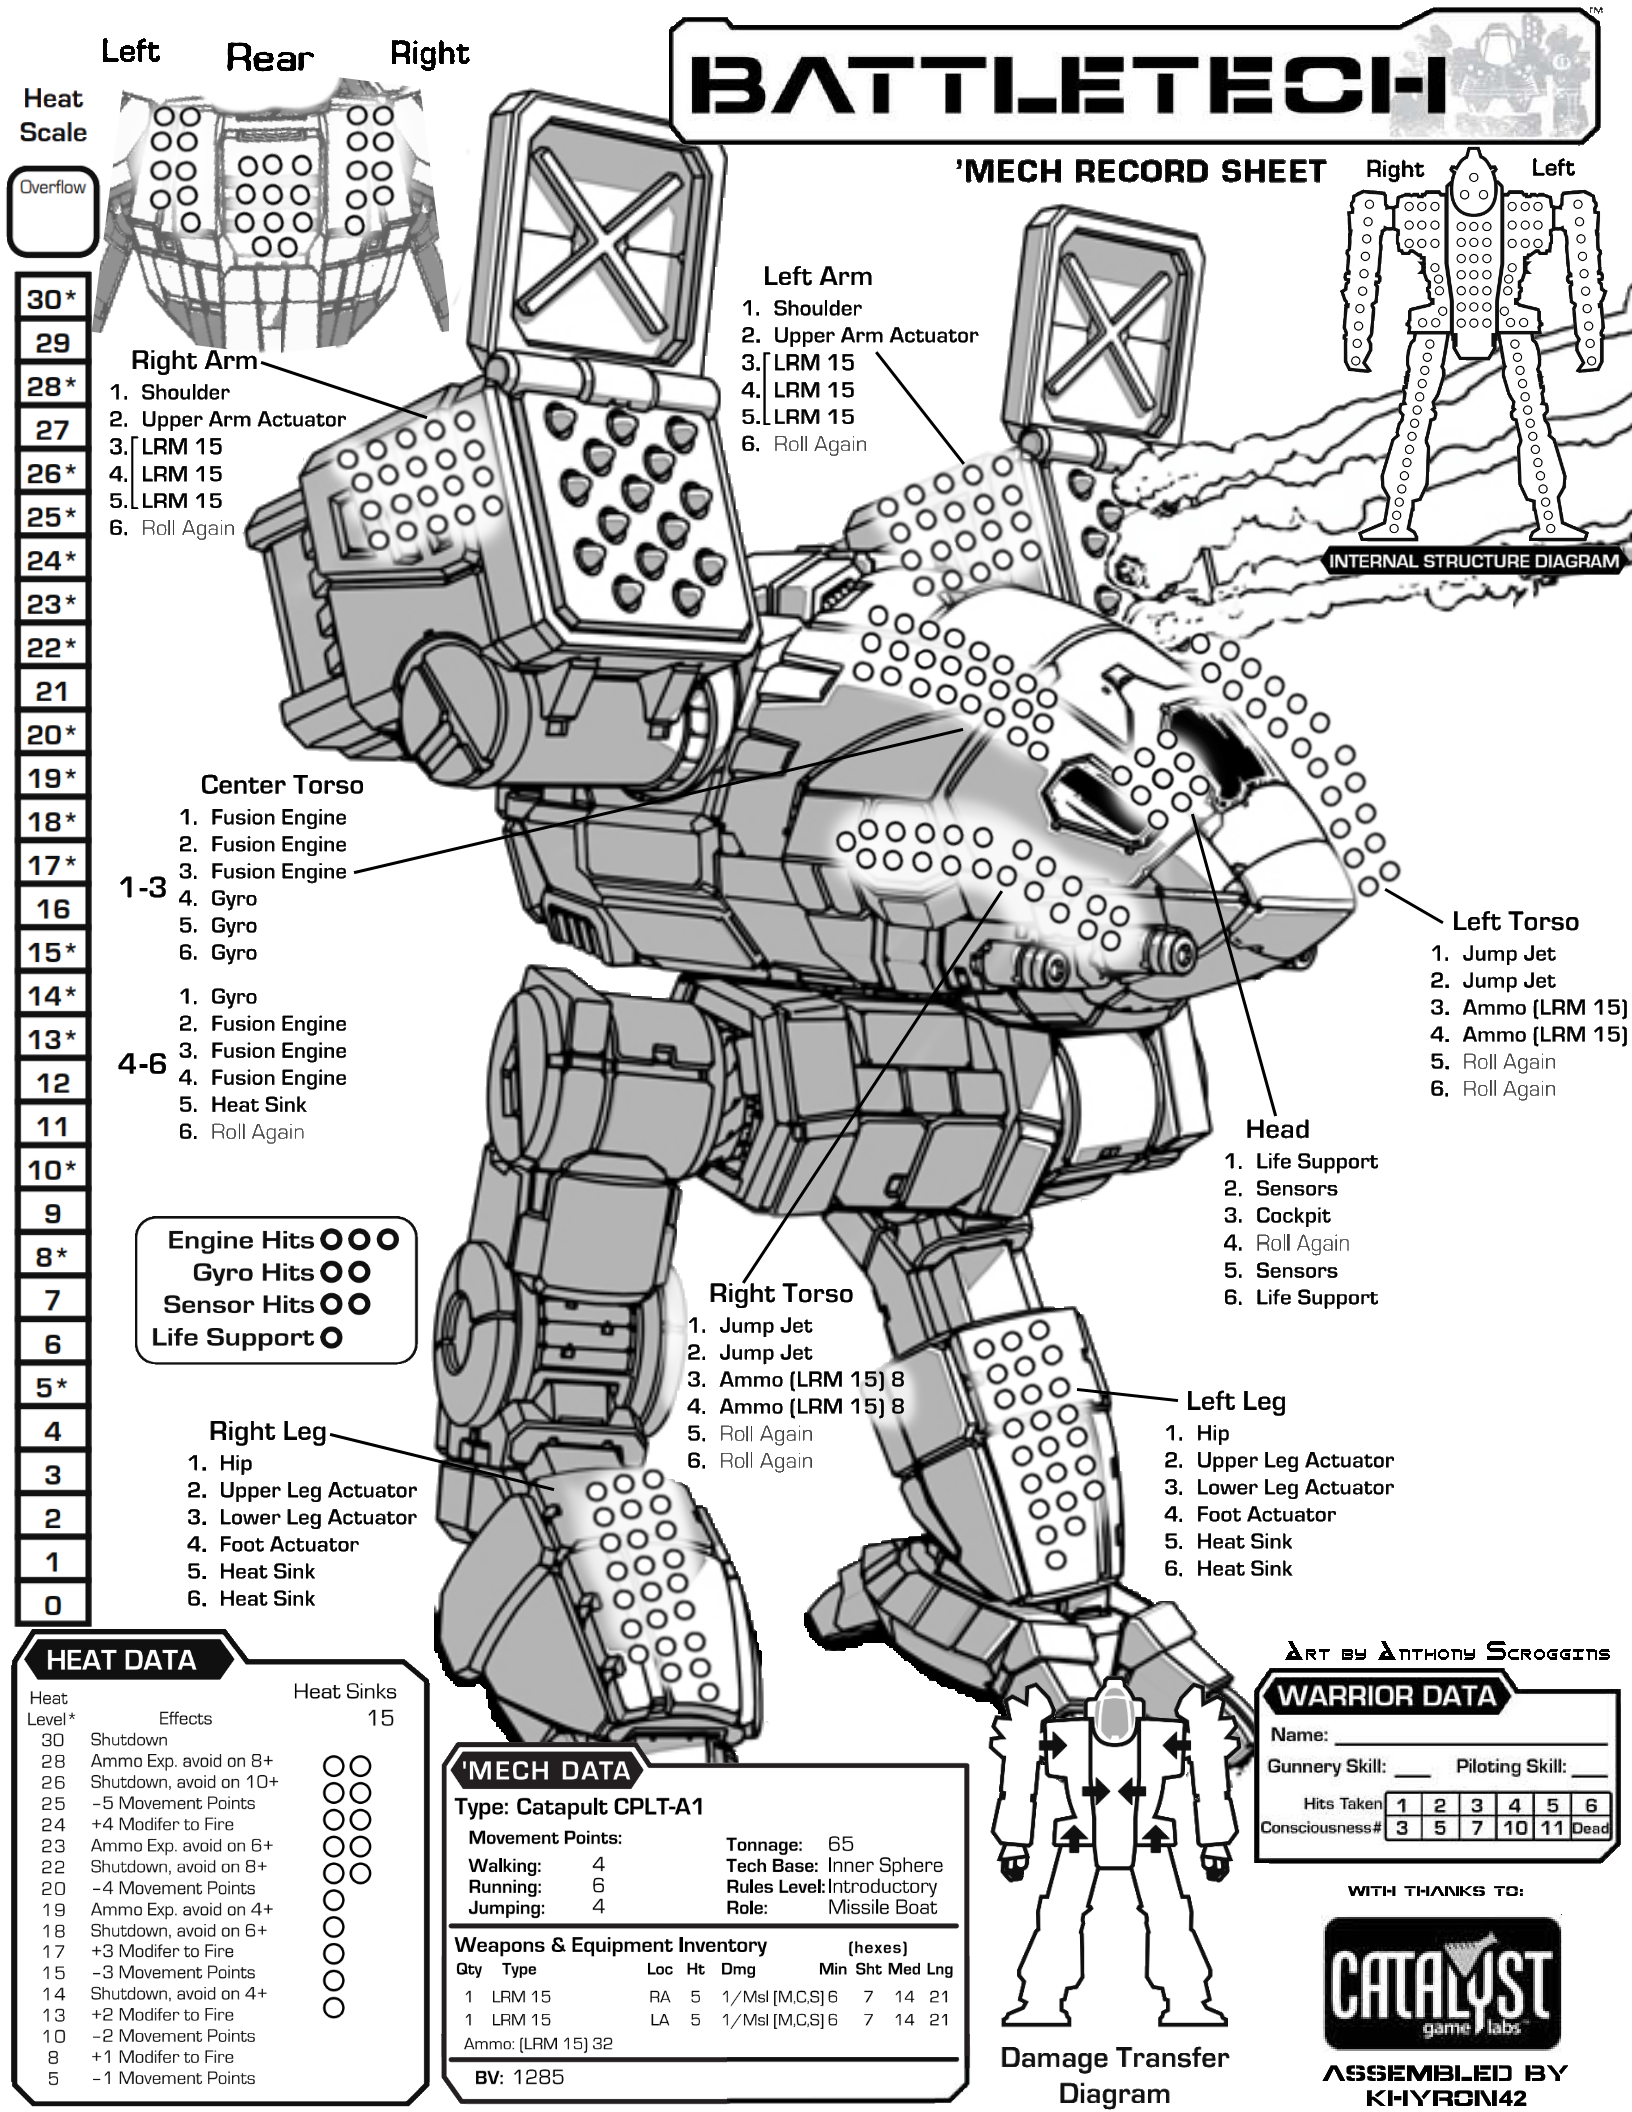 Left Rear Right
BATTLETECH
TM
'MECH RECORD SHEET
Heat
Scale
Overflow
30*
29
28*
27
26*
25*
24*
23*
22*
21
20*
19*
18*
17*
16
15*
14*
13*
12
11
10*
9
8*
7
6
5*
4
3
2
1
0
Right Left
INTERNAL STRUCTURE DIAGRAM
Right Arm
1. Shoulder
2. Upper Arm Actuator
3. LRM 15
4. LRM 15
5. LRM 15
6. Roll Again
Left Arm
1. Shoulder
2. Upper Arm Actuator
3. LRM 15
4. LRM 15
5. LRM 15
6. Roll Again
Center Torso
1-3
1. Fusion Engine
2. Fusion Engine
3. Fusion Engine
4. Gyro
5. Gyro
6. Gyro
4-6
1. Gyro
2. Fusion Engine
3. Fusion Engine
4. Fusion Engine
5. Heat Sink
6. Roll Again
Left Torso
1. Jump Jet
2. Jump Jet
3. Ammo (LRM 15)
4. Ammo (LRM 15)
5. Roll Again
6. Roll Again
Head
1. Life Support
2. Sensors
3. Cockpit
4. Roll Again
5. Sensors
6. Life Support
Engine Hits
Gyro Hits
Sensor Hits
Life Support
Right Torso
1. Jump Jet
2. Jump Jet
3. Ammo (LRM 15) 8
4. Ammo (LRM 15) 8
5. Roll Again
6. Roll Again
Right Leg
1. Hip
2. Upper Leg Actuator
3. Lower Leg Actuator
4. Foot Actuator
5. Heat Sink
6. Heat Sink
Left Leg
1. Hip
2. Upper Leg Actuator
3. Lower Leg Actuator
4. Foot Actuator
5. Heat Sink
6. Heat Sink
HEAT DATA
Heat Sinks
15
Heat
Level* Effects
30 Shutdown
28 Ammo Exp. avoid on 8+
26 Shutdown, avoid on 10+
25 -5 Movement Points
24 +4 Modifer to Fire
23 Ammo Exp. avoid on 6+
22 Shutdown, avoid on 8+
20 -4 Movement Points
19 Ammo Exp. avoid on 4+
18 Shutdown, avoid on 6+
17 +3 Modifer to Fire
15 -3 Movement Points
14 Shutdown, avoid on 4+
13 +2 Modifer to Fire
10 -2 Movement Points
8 +1 Modifer to Fire
5 -1 Movement Points
'MECH DATA
Type: Catapult CPLT-A1
Movement Points:
Walking: 4
Running: 6
Jumping: 4
Tonnage: 65
Tech Base: Inner Sphere
Rules Level: Introductory
Role: Missile Boat
Weapons & Equipment Inventory (hexes)
Qty Type Loc Ht Dmg Min Sht Med Lng
1 LRM 15 RA 5 1/Msl [M,C,S] 6 7 14 21
1 LRM 15 LA 5 1/Msl [M,C,S] 6 7 14 21
Ammo: (LRM 15) 32
BV: 1285
Damage Transfer
Diagram
ART BY ANTHONY SCROGGINS
WARRIOR DATA
Name:
Gunnery Skill: Piloting Skill:
Hits Taken 1 2 3 4 5 6
Consciousness# 3 5 7 10 11 Dead
WITH THANKS TO:
CATALYST
game labs
ASSEMBLED BY
KHYRON42